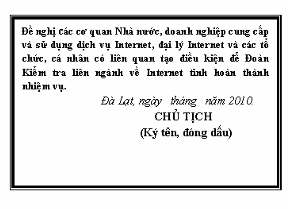 Đề nghị các cơ quan Nhà nước, doanh nghiệp cung cấp
và sử dụng dịch vụ Internet, đại lý Internet và các tổ
chức, cá nhân có liên quan tạo điều kiện để Đoàn
Kiểm tra liên ngành về Internet tỉnh hoàn thành
nhiệm vụ.
Đà Lạt, ngày tháng năm 2010.
CHỦ TỊCH
(Ký tên, đóng dấu)